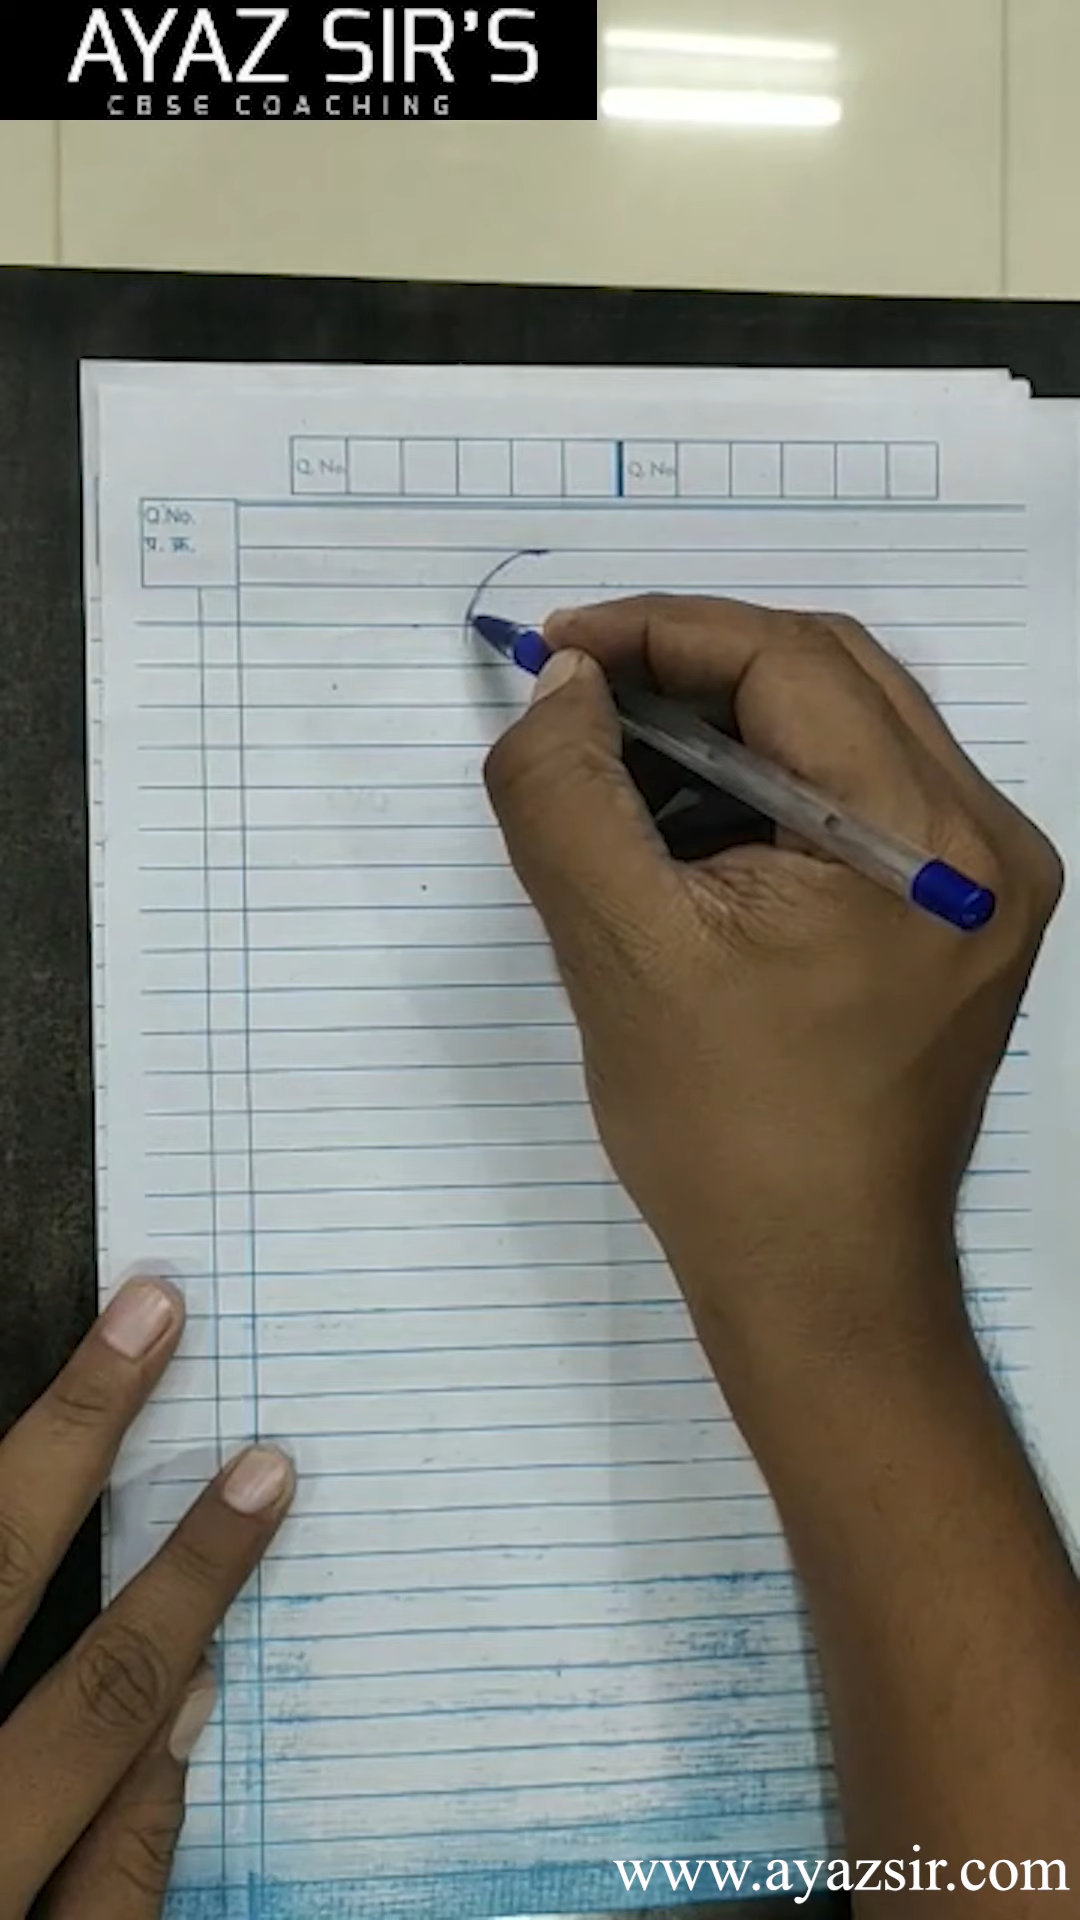 AYAZ SIR'S
CBSE COACHING
Q. No Q. No
Q.No.
प्र. क्र.
www.ayazsir.com